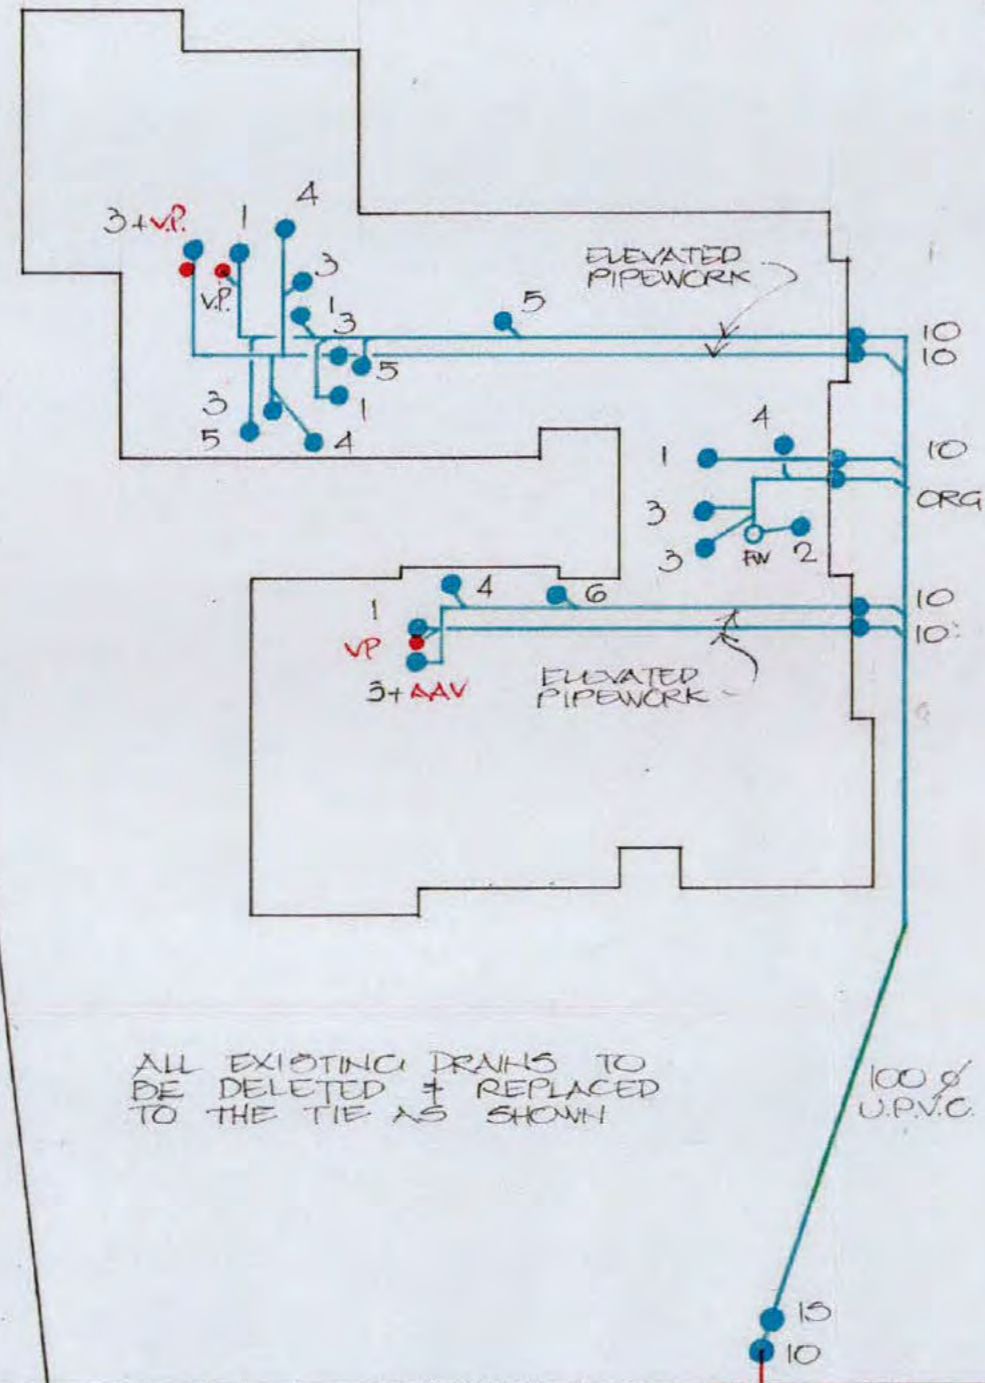 3+V.P.
1
4
V.P.
3
1
3
5
5
1
3
5
4
ELEVATED
PIPEWORK
10
10
1
4
10
ORG
3
3
FW
2
4
6
1
VP
3+AAV
10
10
ELEVATED
PIPEWORK
ALL EXISTING DRAINS TO
BE DELETED & REPLACED
TO THE TIE AS SHOWN
100 Ø
U.P.V.C.
15
10